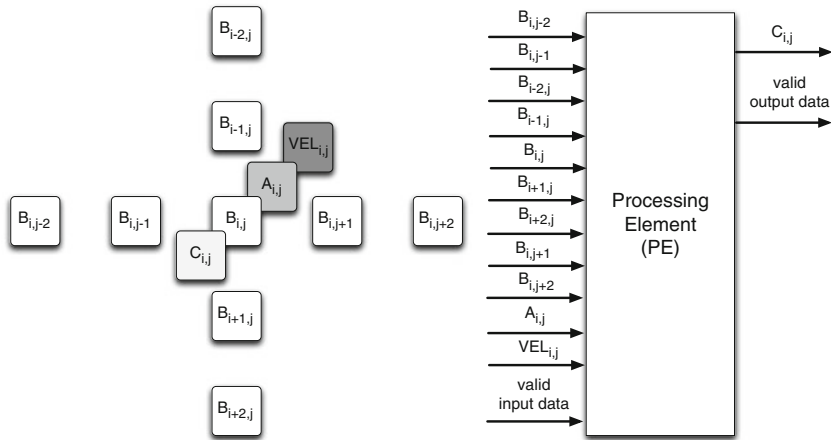 B_{i-2,j}
B_{i-1,j}
VEL_{i,j}
A_{i,j}
B_{i,j-2}
B_{i,j-1}
B_{i,j}
B_{i,j+1}
B_{i,j+2}
C_{i,j}
B_{i+1,j}
B_{i+2,j}
B_{i,j-2}
B_{i,j-1}
B_{i-2,j}
B_{i-1,j}
B_{i,j}
B_{i+1,j}
B_{i+2,j}
B_{i,j+1}
B_{i,j+2}
A_{i,j}
VEL_{i,j}
valid
input data
Processing
Element
(PE)
C_{i,j}
valid
output data